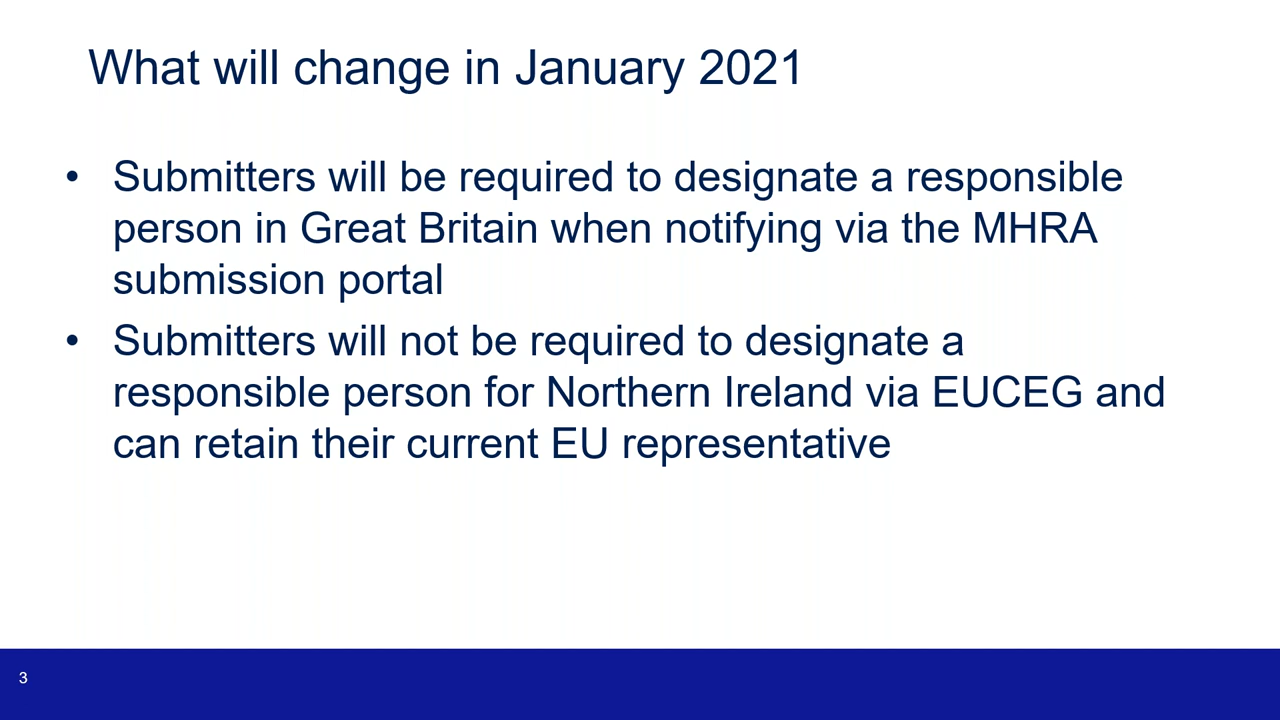 What will change in January 2021
• Submitters will be required to designate a responsible
person in Great Britain when notifying via the MHRA
submission portal
• Submitters will not be required to designate a
responsible person for Northern Ireland via EUCEG and
can retain their current EU representative
3